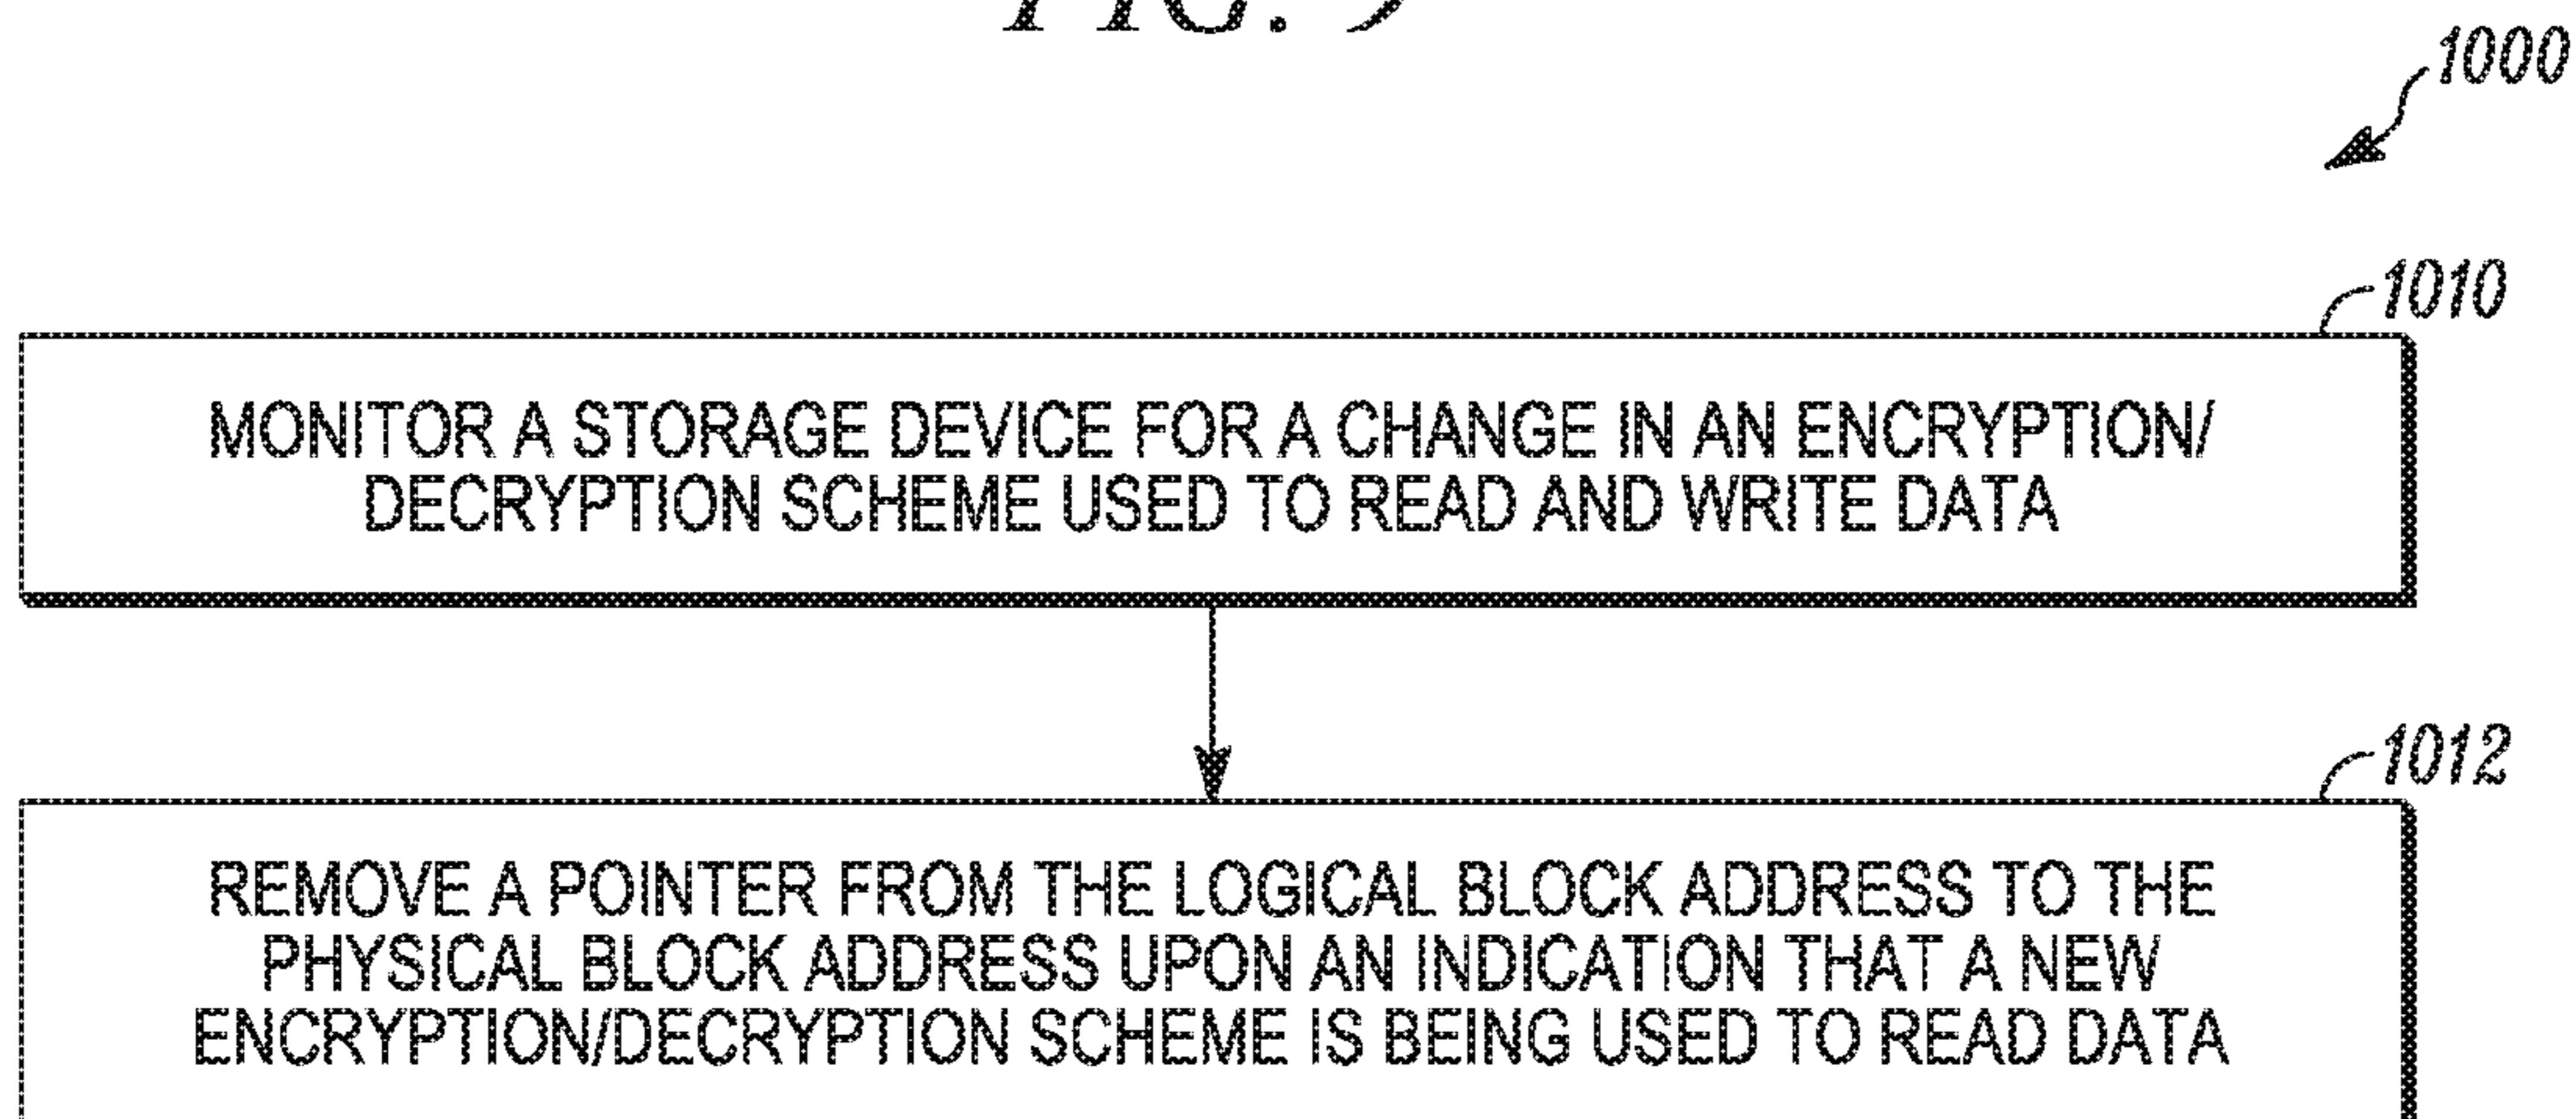 FIG. 9
1000
1010
MONITOR A STORAGE DEVICE FOR A CHANGE IN AN ENCRYPTION/
DECRYPTION SCHEME USED TO READ AND WRITE DATA
1012
REMOVE A POINTER FROM THE LOGICAL BLOCK ADDRESS TO THE
PHYSICAL BLOCK ADDRESS UPON AN INDICATION THAT A NEW
ENCRYPTION/DECRYPTION SCHEME IS BEING USED TO READ DATA